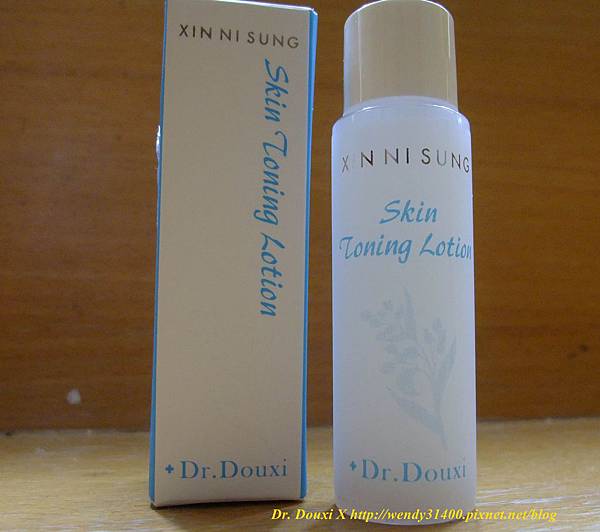 XIN NI SUNG
Skin Toning Lotion
+Dr.Douxi
XIN NI SUNG
Skin
Toning Lotion
+Dr.Douxi
Dr. Douxi X http://wendy31400.pixnet.net/blog